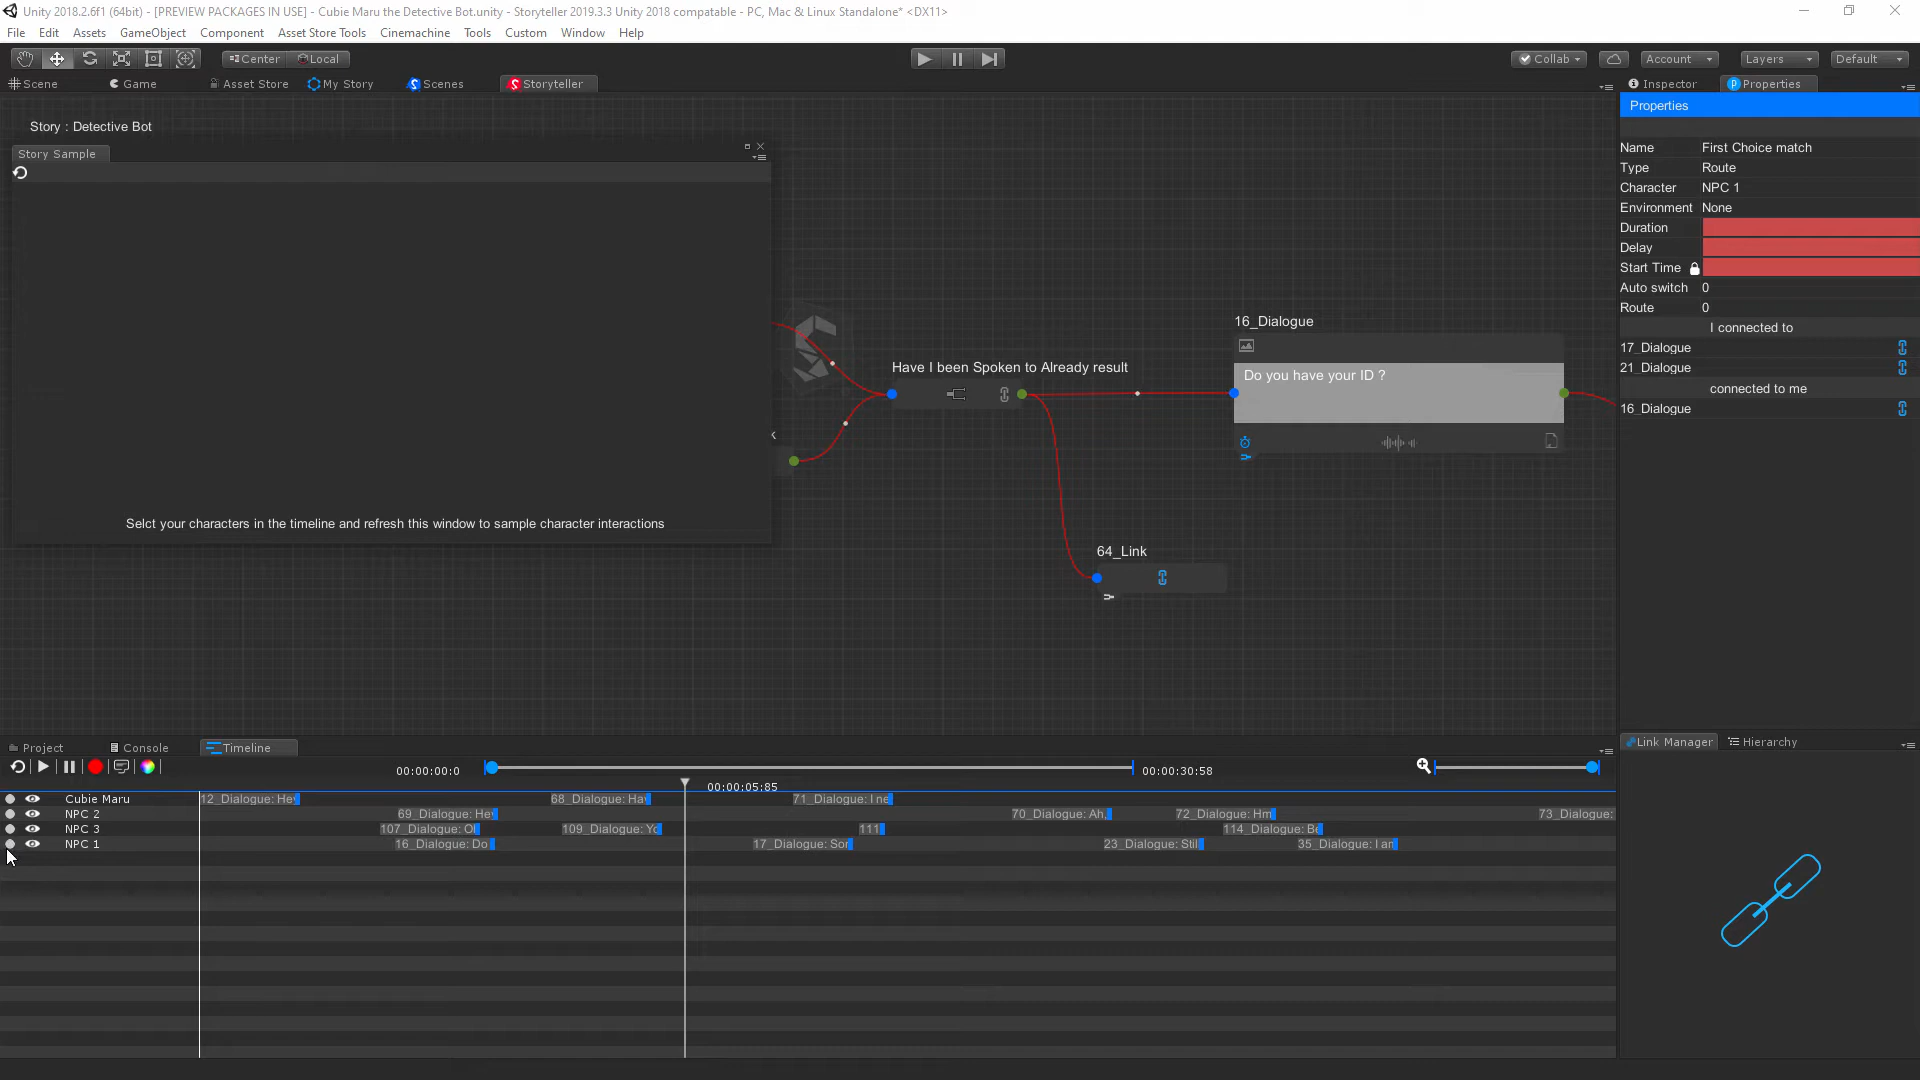 Unity 2018.2.6f1 (64bit) - [PREVIEW PACKAGES IN USE] - Cubie Maru the Detective Bot.unity - Storyteller 2019.3.3 Unity 2018 compatable - PC, Mac & Linux Standalone* <DX11>
File Edit Assets GameObject Component Asset Store Tools Cinemachine Tools Custom Window Help
Center Local Collab Account Layers Default
Scene Game Asset Store My Story Scenes Storyteller Inspector Properties
Properties
Story : Detective Bot
Story Sample
Name First Choice match
Type Route
Character NPC 1
Environment None
Duration
Delay
Start Time
Auto switch 0
Route 0
I connected to
17_Dialogue
21_Dialogue
connected to me
16_Dialogue
16_Dialogue
Do you have your ID ?
Have I been Spoken to Already result
64_Link
Selct your characters in the timeline and refresh this window to sample character interactions
Project Console Timeline Link Manager Hierarchy
00:00:00:0 00:00:30:58
00:00:05:85
Cubie Maru 12_Dialogue: He 68_Dialogue: Ha 71_Dialogue: I ne
NPC 2 69_Dialogue: He 70_Dialogue: Ah, 72_Dialogue: Hm 73_Dialogue:
NPC 3 107_Dialogue: O 109_Dialogue: Yo 111 114_Dialogue: Be
NPC 1 16_Dialogue: Do 17_Dialogue: Sor 23_Dialogue: Stil 35_Dialogue: I am